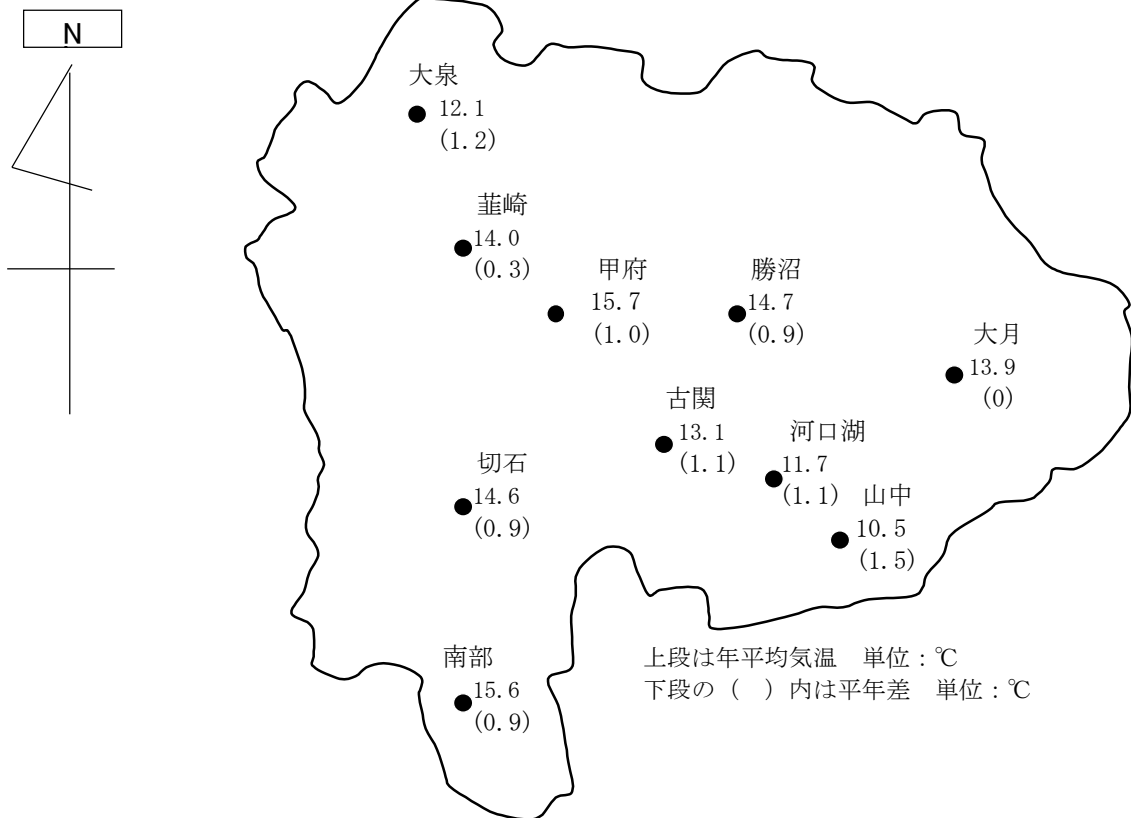 N
大泉
12.1
(1.2)
韮崎
14.0
(0.3)
甲府
15.7
(1.0)
勝沼
14.7
(0.9)
大月
13.9
(0)
古関
13.1
(1.1)
河口湖
11.7
(1.1)
山中
10.5
(1.5)
切石
14.6
(0.9)
南部
15.6
(0.9)
上段は年平均気温　単位：℃
下段の（　）内は平年差　単位：℃